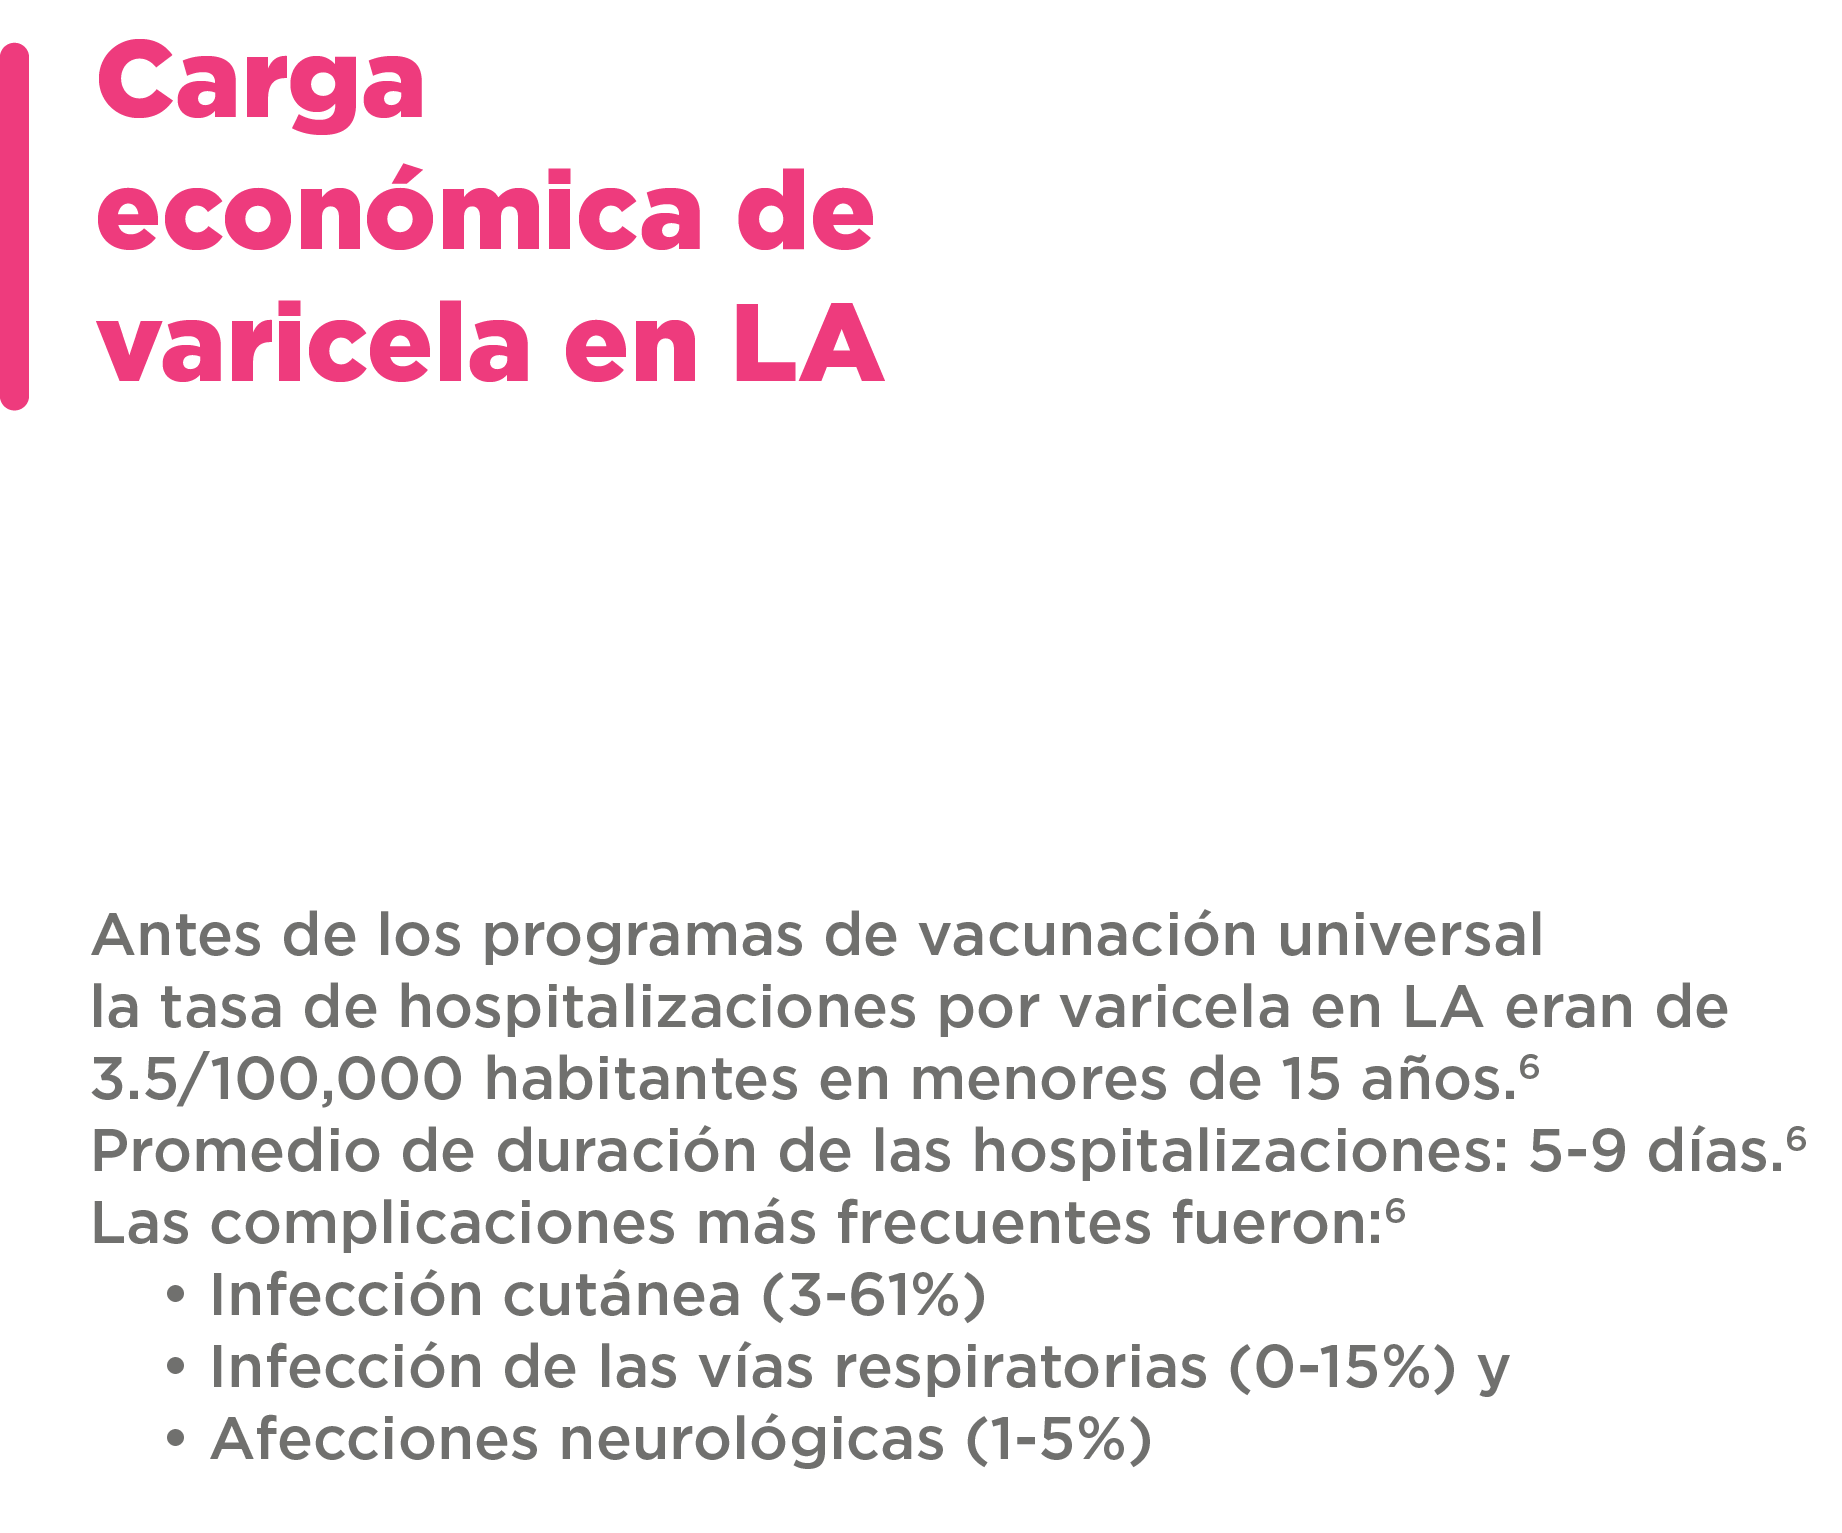 Carga
económica de
varicela en LA
Antes de los programas de vacunación universal
la tasa de hospitalizaciones por varicela en LA eran de
3.5/100,000 habitantes en menores de 15 años.⁶
Promedio de duración de las hospitalizaciones: 5-9 días.⁶
Las complicaciones más frecuentes fueron:⁶
• Infección cutánea (3-61%)
• Infección de las vías respiratorias (0-15%) y
• Afecciones neurológicas (1-5%)